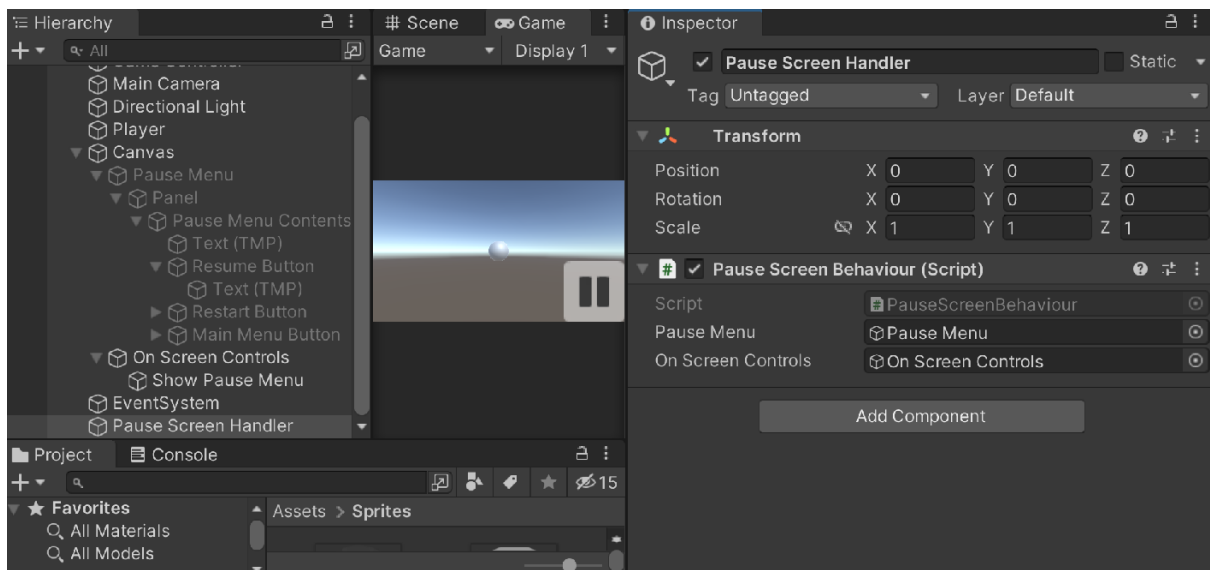 Hierarchy
All
Main Camera
Directional Light
Player
Canvas
Pause Menu
Panel
Pause Menu Contents
Text (TMP)
Resume Button
Text (TMP)
Restart Button
Main Menu Button
On Screen Controls
Show Pause Menu
EventSystem
Pause Screen Handler
Scene Game
Game Display 1
Inspector
Pause Screen Handler Static
Tag Untagged Layer Default
Transform
Position X 0 Y 0 Z 0
Rotation X 0 Y 0 Z 0
Scale X 1 Y 1 Z 1
# Pause Screen Behaviour (Script)
Script # PauseScreenBehaviour
Pause Menu Pause Menu
On Screen Controls On Screen Controls
Add Component
Project Console
15
Favorites
All Materials
All Models
Assets > Sprites